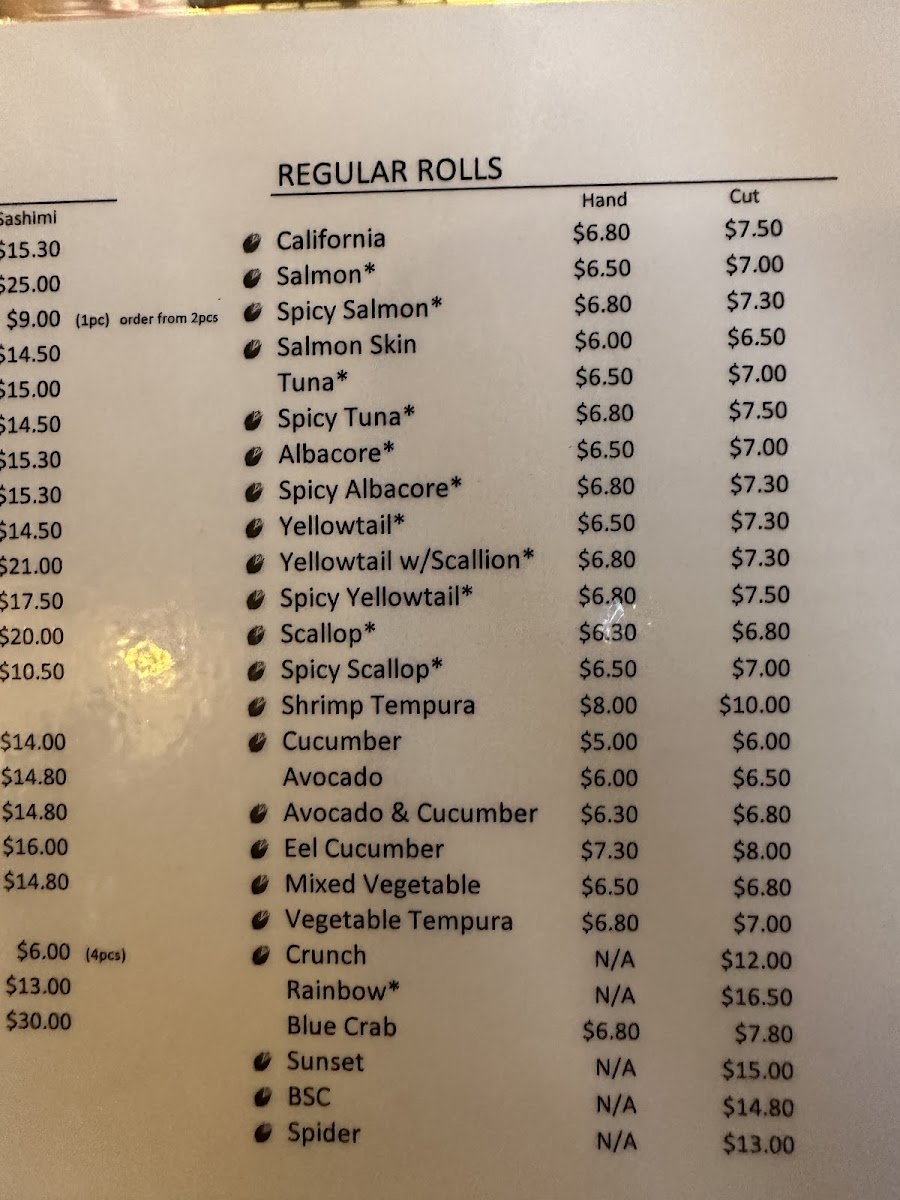 Sashimi
$15.30
$25.00
$9.00 (1pc) order from 2pcs
$14.50
$15.00
$14.50
$15.30
$15.30
$14.50
$21.00
$17.50
$20.00
$10.50
$14.00
$14.80
$14.80
$16.00
$14.80
$6.00 (4pcs)
$13.00
$30.00
REGULAR ROLLS
Hand Cut
California $6.80 $7.50
Salmon* $6.50 $7.00
Spicy Salmon* $6.80 $7.30
Salmon Skin $6.00 $6.50
Tuna* $6.50 $7.00
Spicy Tuna* $6.80 $7.50
Albacore* $6.50 $7.00
Spicy Albacore* $6.80 $7.30
Yellowtail* $6.50 $7.30
Yellowtail w/Scallion* $6.80 $7.30
Spicy Yellowtail* $6.80 $7.50
Scallop* $6.30 $6.80
Spicy Scallop* $6.50 $7.00
Shrimp Tempura $8.00 $10.00
Cucumber $5.00 $6.00
Avocado $6.00 $6.50
Avocado & Cucumber $6.30 $6.80
Eel Cucumber $7.30 $8.00
Mixed Vegetable $6.50 $6.80
Vegetable Tempura $6.80 $7.00
Crunch N/A $12.00
Rainbow* N/A $16.50
Blue Crab $6.80 $7.80
Sunset N/A $15.00
BSC N/A $14.80
Spider N/A $13.00